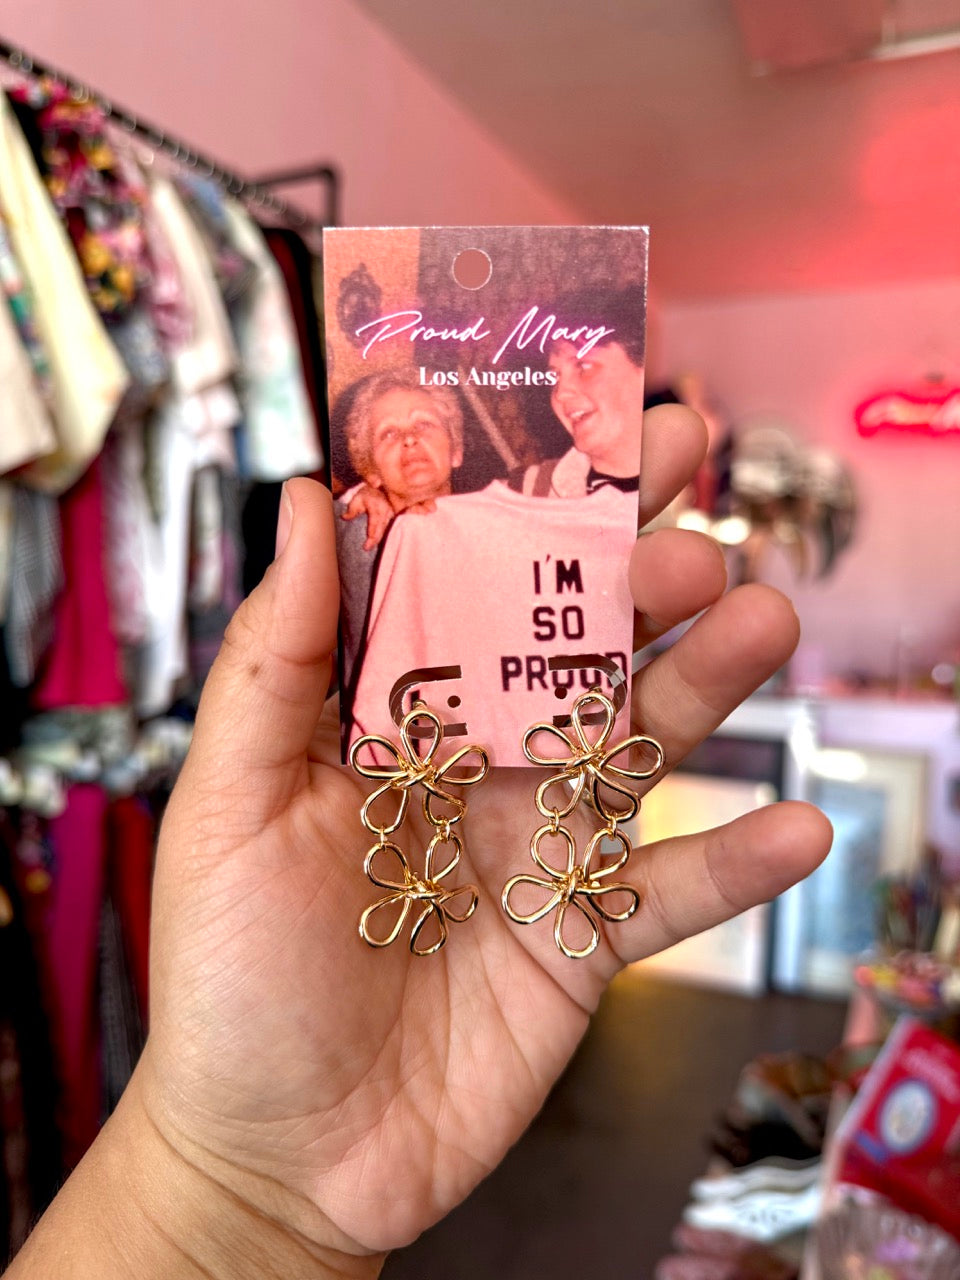 Proud Mary
Los Angeles
I'M
SO
PROUD